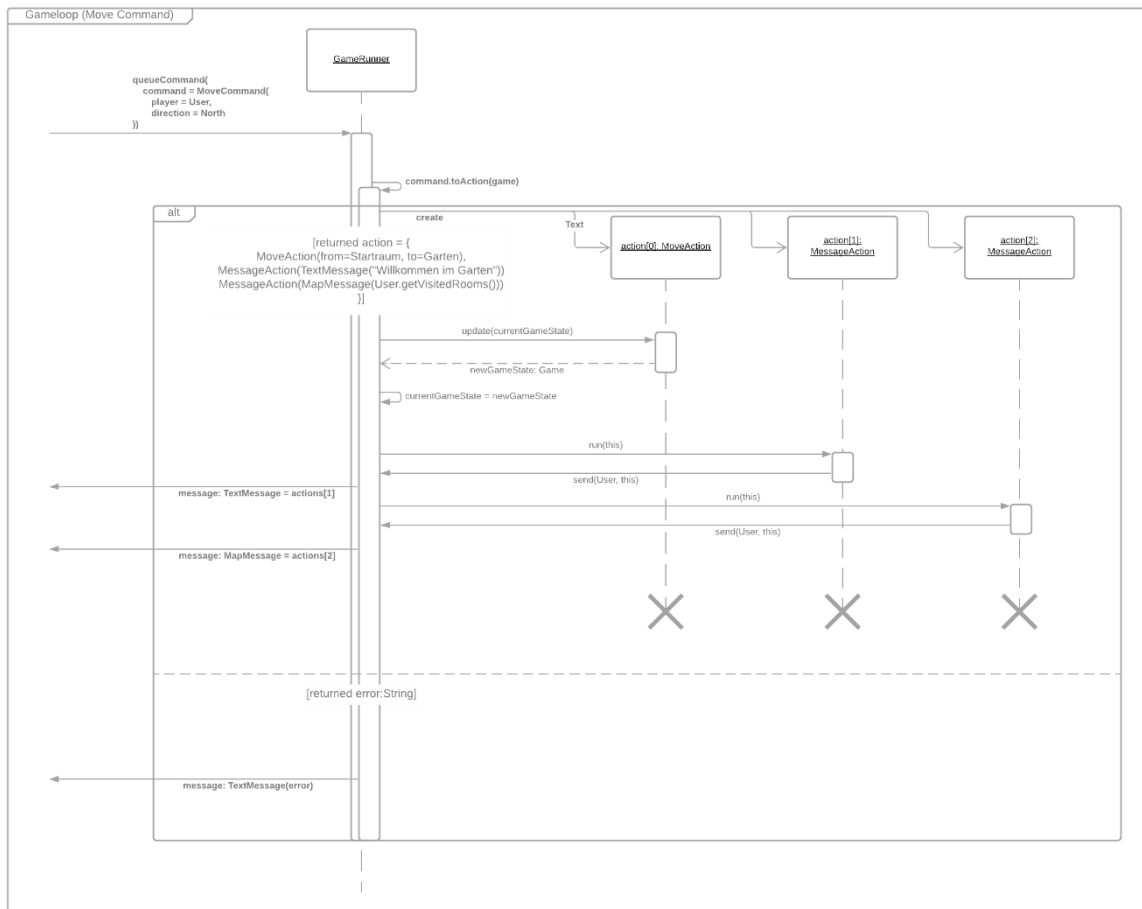 Gameloop (Move Command)
GameRunner
queueCommand(
command = MoveCommand(
player = User,
direction = North
))
command.toAction(game)
alt
create
Text
action[0]: MoveAction
action[1]:
MessageAction
action[2]:
MessageAction
[returned action = {
MoveAction(from=Startraum, to=Garten),
MessageAction(TextMessage("Willkommen im Garten"))
MessageAction(MapMessage(User.getVisitedRooms()))
}]
update(currentGameState)
newGameState: Game
currentGameState = newGameState
run(this)
send(User, this)
message: TextMessage = actions[1]
run(this)
send(User, this)
message: MapMessage = actions[2]
[returned error:String]
message: TextMessage(error)